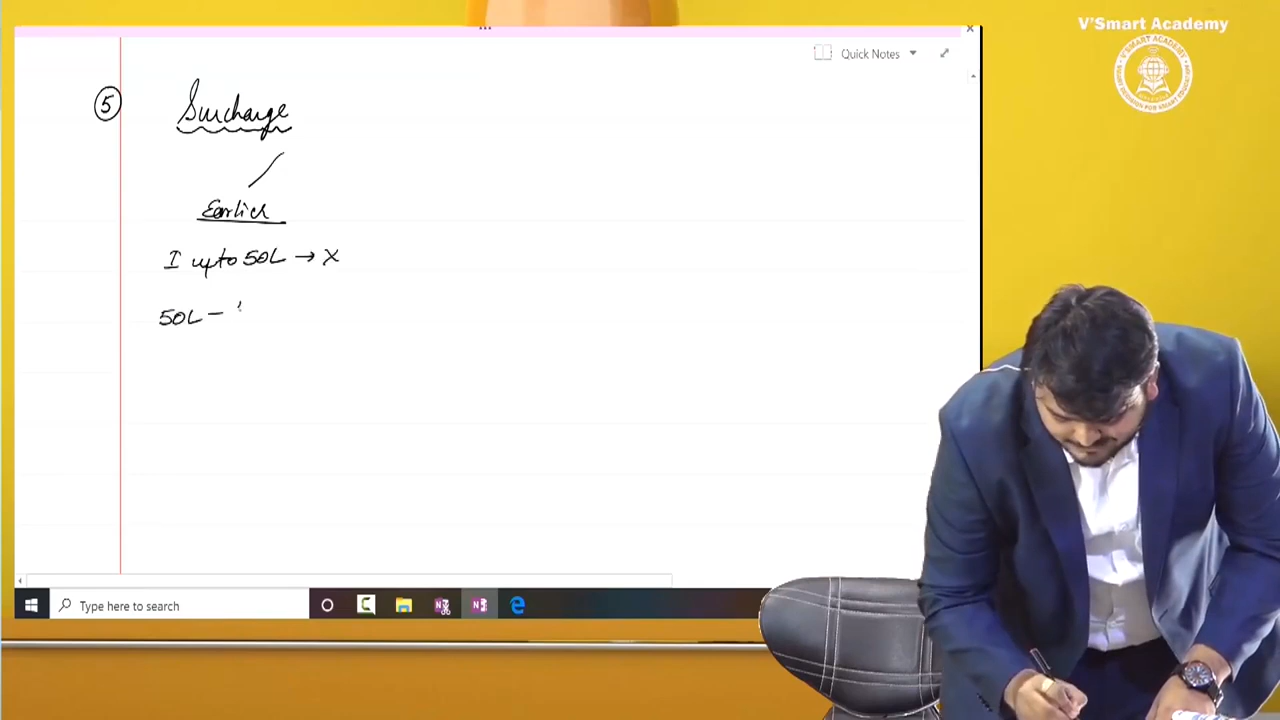 V'Smart Academy
Quick Notes
5 Surcharge
Earlier
I upto 50L → X
50L –
Type here to search